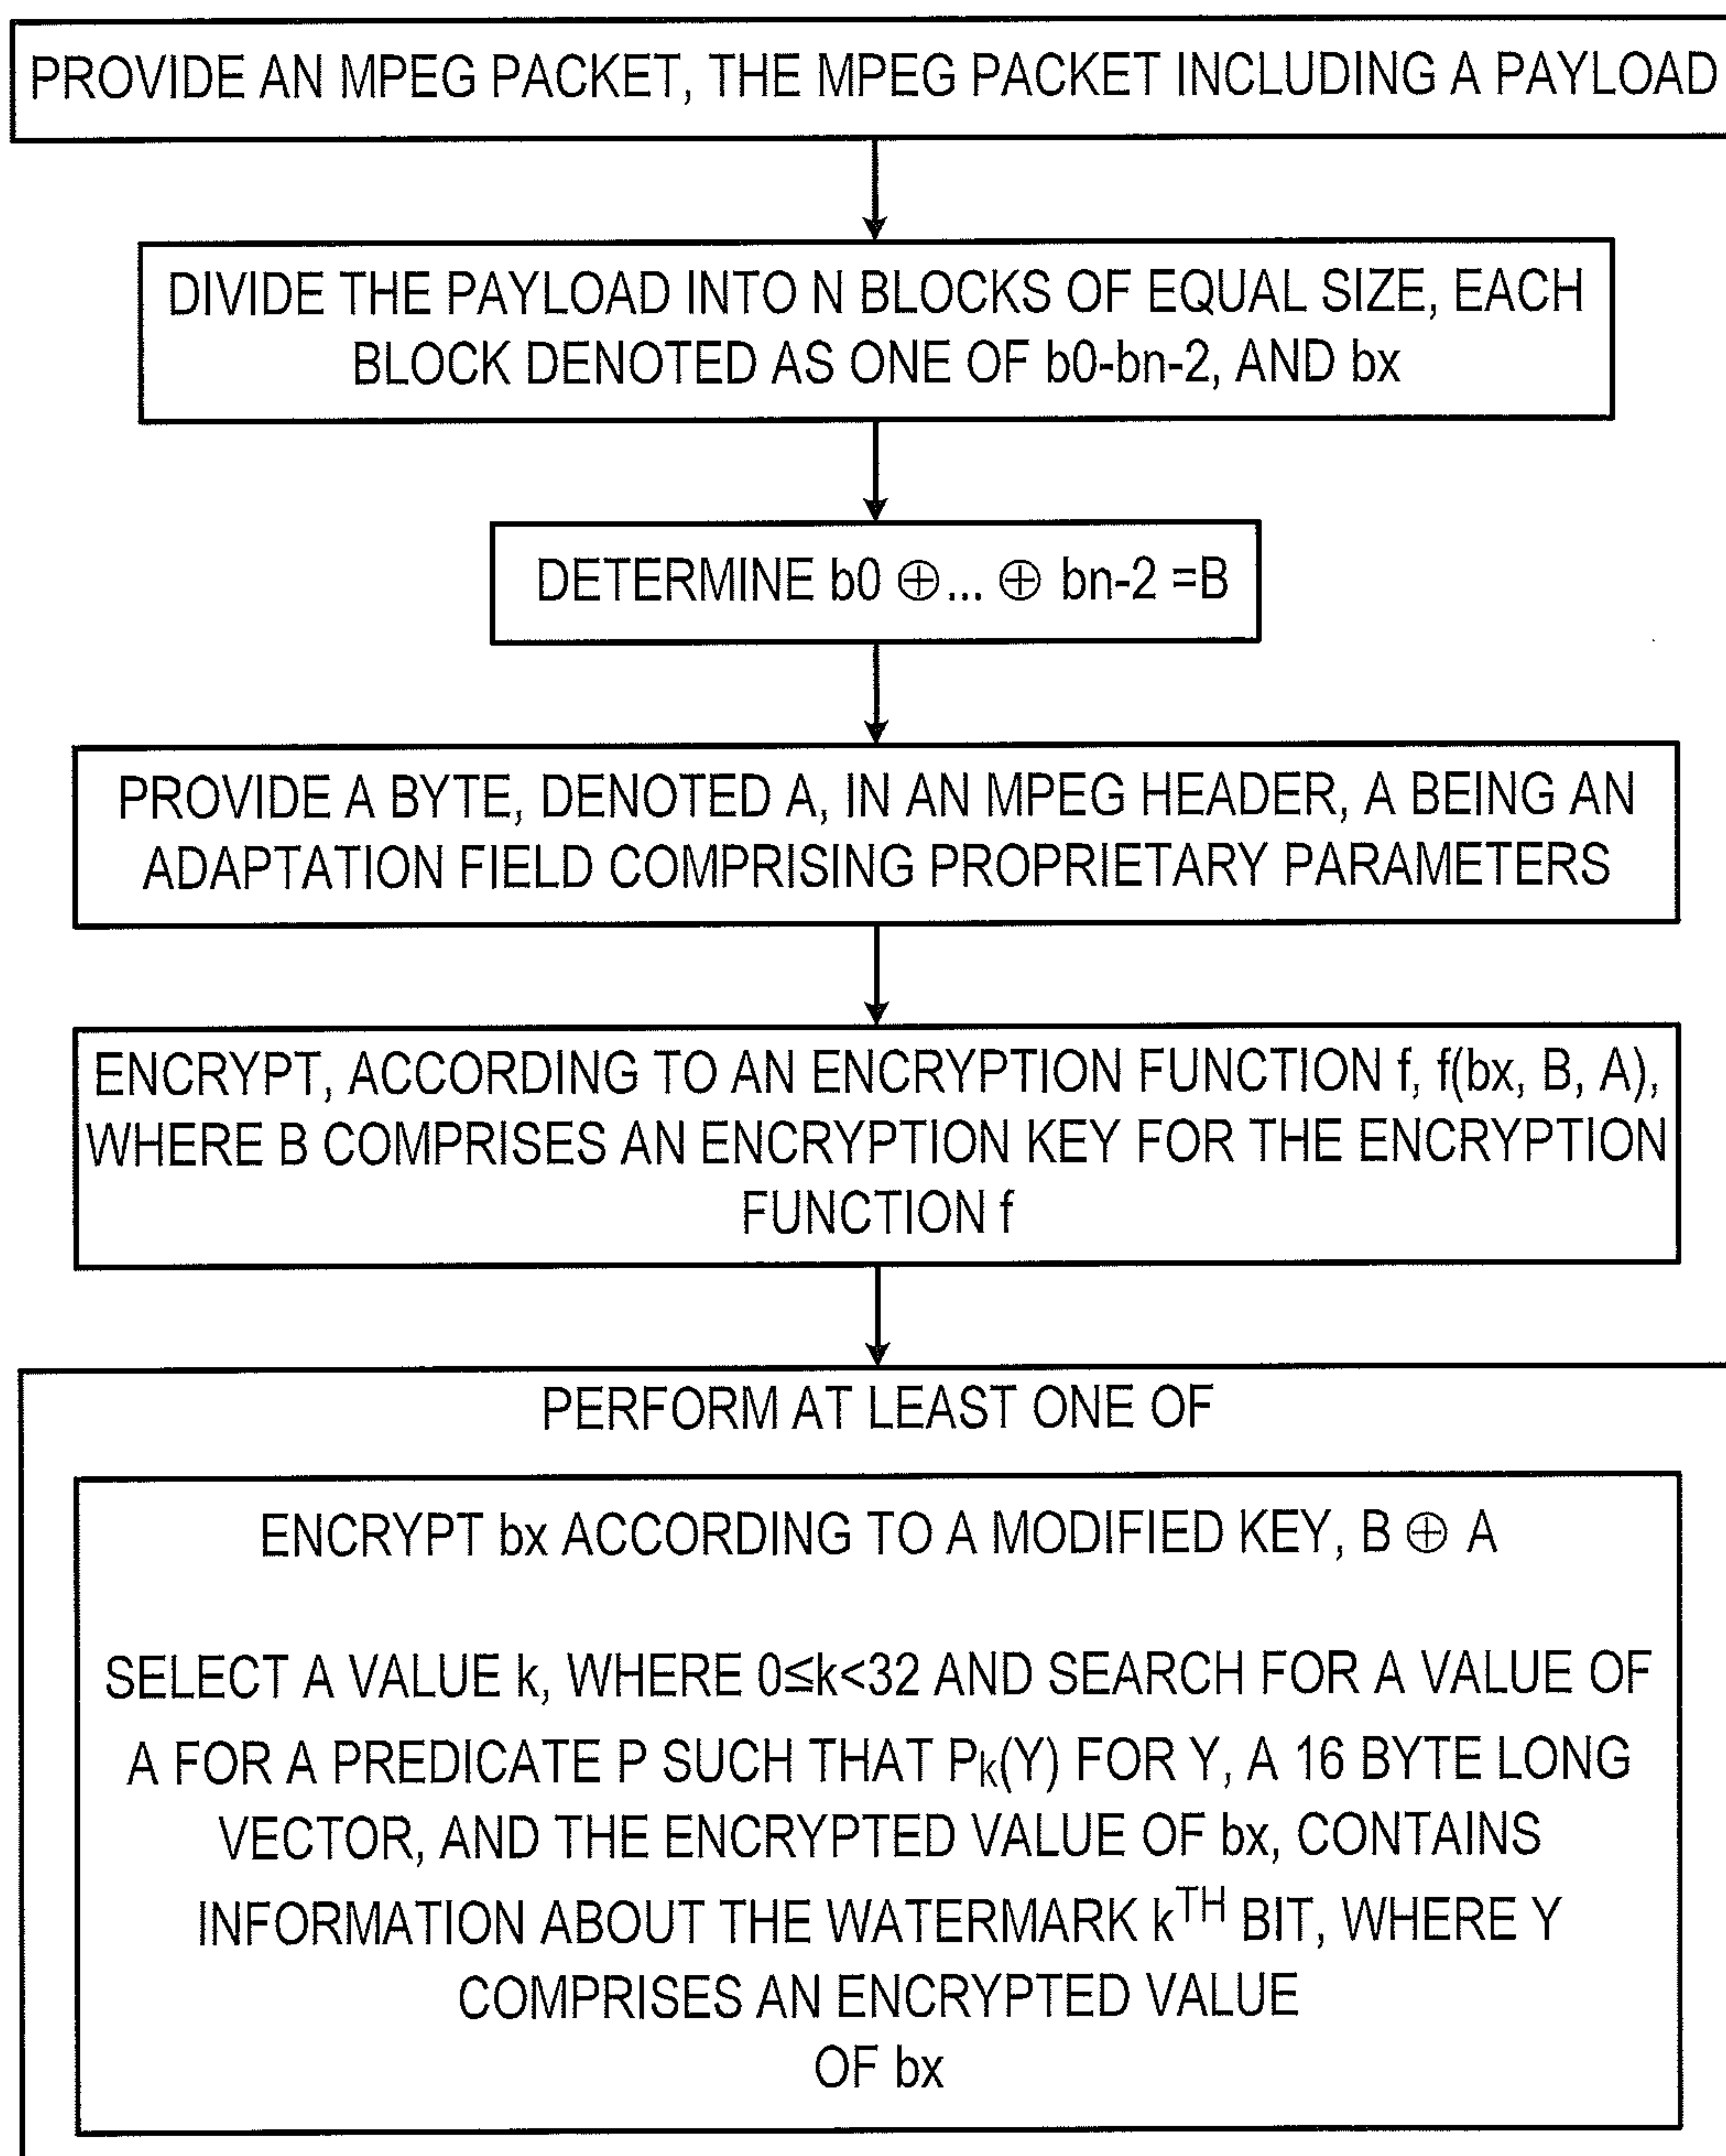 PROVIDE AN MPEG PACKET, THE MPEG PACKET INCLUDING A PAYLOAD
DIVIDE THE PAYLOAD INTO N BLOCKS OF EQUAL SIZE, EACH
BLOCK DENOTED AS ONE OF b0-bn-2, AND bx
DETERMINE b0 ⊕... ⊕ bn-2 =B
PROVIDE A BYTE, DENOTED A, IN AN MPEG HEADER, A BEING AN
ADAPTATION FIELD COMPRISING PROPRIETARY PARAMETERS
ENCRYPT, ACCORDING TO AN ENCRYPTION FUNCTION f, f(bx, B, A),
WHERE B COMPRISES AN ENCRYPTION KEY FOR THE ENCRYPTION
FUNCTION f
PERFORM AT LEAST ONE OF
ENCRYPT bx ACCORDING TO A MODIFIED KEY, B ⊕ A
SELECT A VALUE k, WHERE 0≤k<32 AND SEARCH FOR A VALUE OF
A FOR A PREDICATE P SUCH THAT Pk(Y) FOR Y, A 16 BYTE LONG
VECTOR, AND THE ENCRYPTED VALUE OF bx, CONTAINS
INFORMATION ABOUT THE WATERMARK kTH BIT, WHERE Y
COMPRISES AN ENCRYPTED VALUE
OF bx